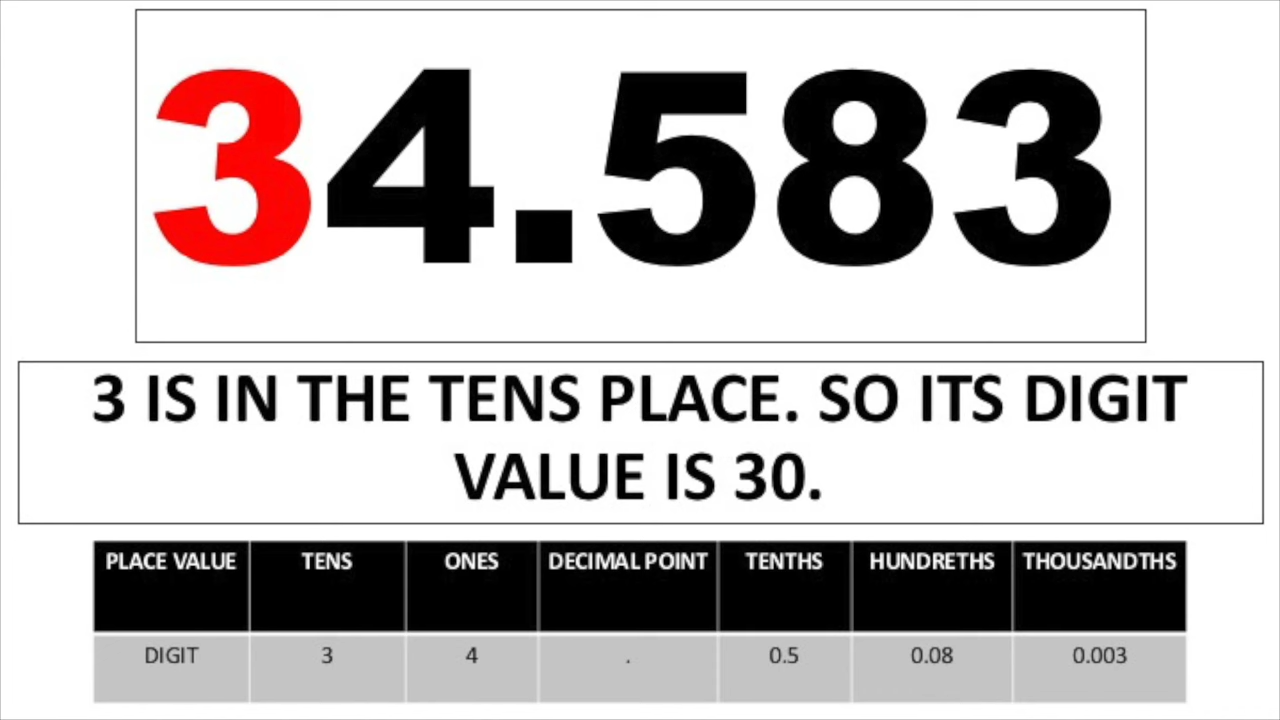 34.583
3 IS IN THE TENS PLACE. SO ITS DIGIT
VALUE IS 30.
PLACE VALUE TENS ONES DECIMAL POINT TENTHS HUNDRETHS THOUSANDTHS
DIGIT 3 4 . 0.5 0.08 0.003